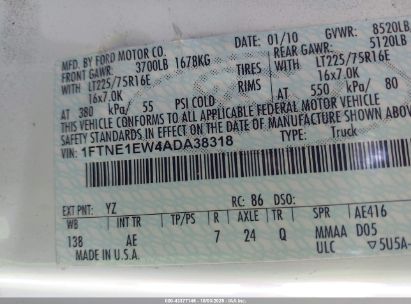 MFD. BY FORD MOTOR CO. DATE: 01/10 GVWR: 8520LB
FRONT GAWR: 3700LB 1678KG REAR GAWR: 5120LB
WITH LT225/75R16E TIRES WITH LT225/75R16E
16x7.0K RIMS 16x7.0K
AT 380 kPa/ 55 PSI COLD AT 550 kPa/ 80
THIS VEHICLE CONFORMS TO ALL APPLICABLE FEDERAL MOTOR VEHICLE
SAFETY STANDARDS IN EFFECT ON THE DATE OF MANUFACTURE SHOWN ABOVE.
VIN: 1FTNE1EW4ADA38318 TYPE: Truck
EXT PNT: YZ RC: 86 DSO:
WB INT TR TP/PS R AXLE TR SPR AE416
138 AE 7 24 Q MMAA D05
MADE IN U.S.A. ULC 5U5A-